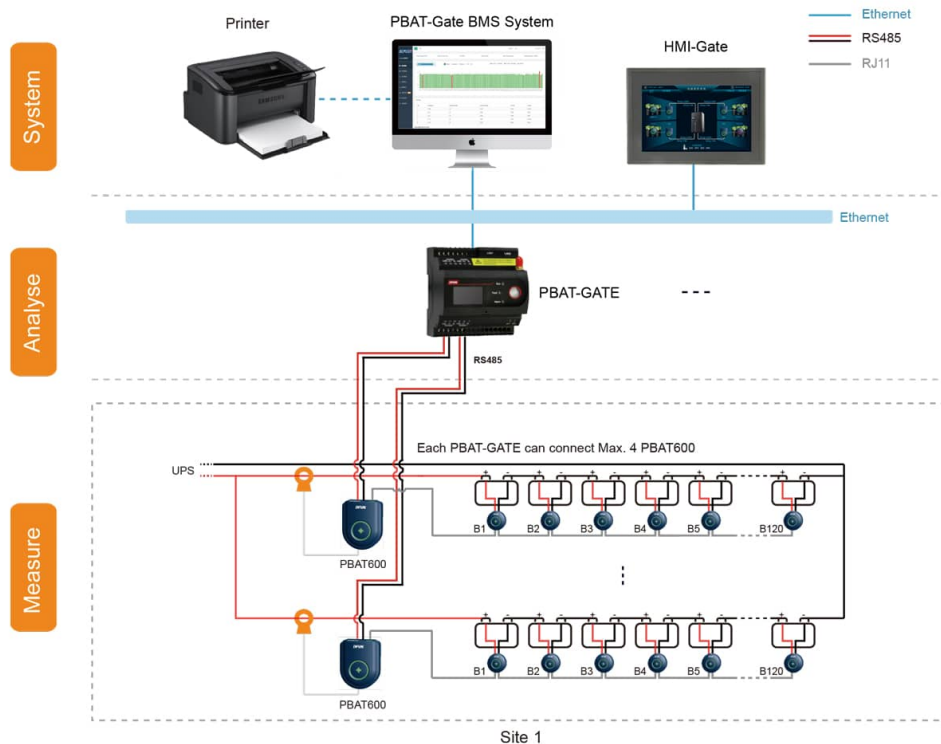 Printer
PBAT-Gate BMS System
HMI-Gate
Ethernet
RS485
RJ11
System
SAMSUNG
Ethernet
Analyse
PBAT-GATE
RS485
Measure
Each PBAT-GATE can connect Max. 4 PBAT600
UPS
+ - + - + - + - + - + -
B1 B2 B3 B4 B5 B120
PBAT600
+ - + - + - + - + - + -
B1 B2 B3 B4 B5 B120
PBAT600
Site 1